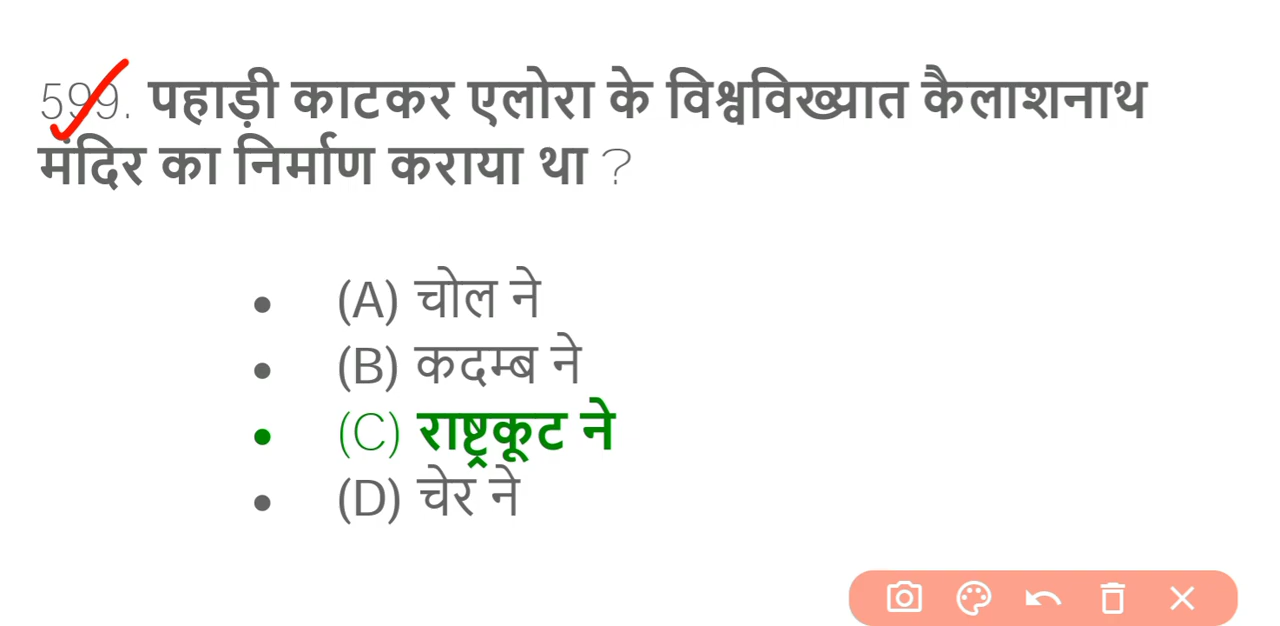 599. पहाड़ी काटकर एलोरा के विश्वविख्यात कैलाशनाथ
मंदिर का निर्माण कराया था ?
(A) चोल ने
(B) कदम्ब ने
(C) राष्ट्रकूट ने
(D) चेर ने